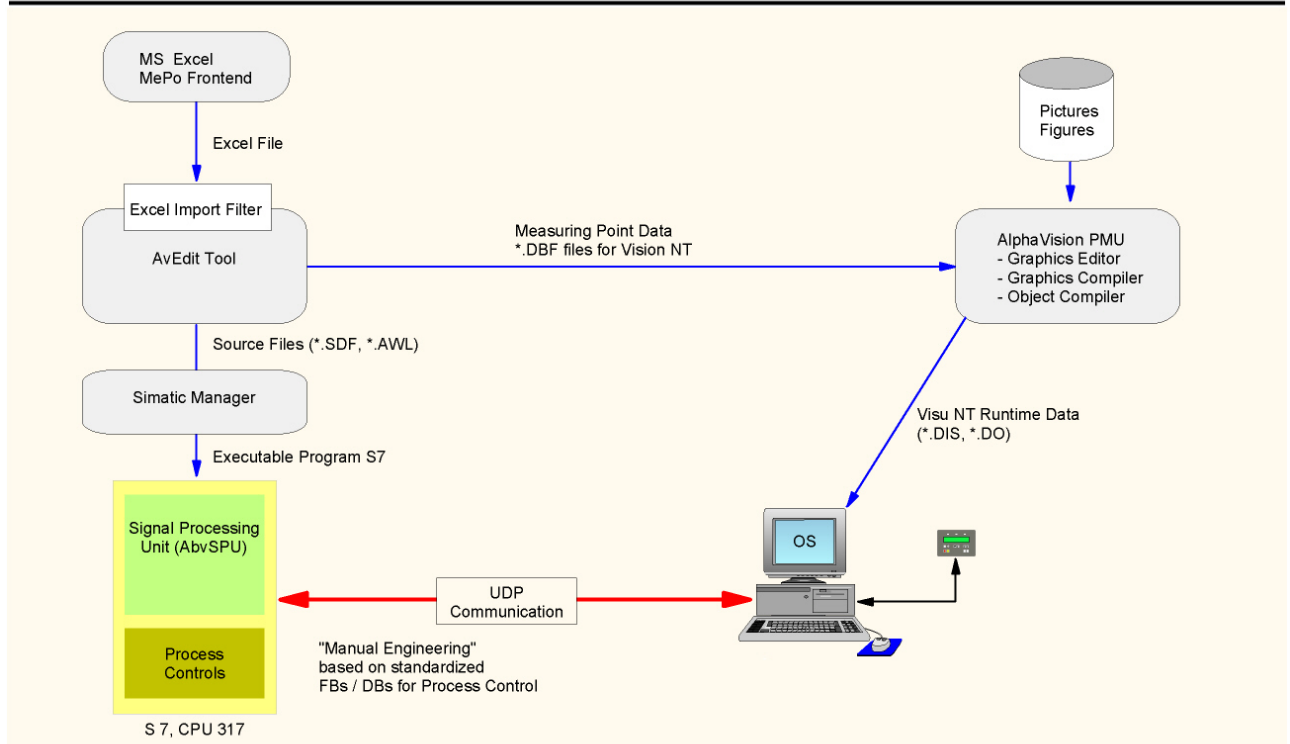 MS Excel
MePo Frontend
Pictures
Figures
Excel File
Excel Import Filter
AvEdit Tool
Measuring Point Data
*.DBF files for Vision NT
AlphaVision PMU
- Graphics Editor
- Graphics Compiler
- Object Compiler
Source Files (*.SDF, *.AWL)
Simatic Manager
Visu NT Runtime Data
(*.DIS, *.DO)
Executable Program S7
Signal Processing
Unit (AbvSPU)
OS
UDP
Communication
"Manual Engineering"
based on standardized
FBs / DBs for Process Control
Process
Controls
S 7, CPU 317